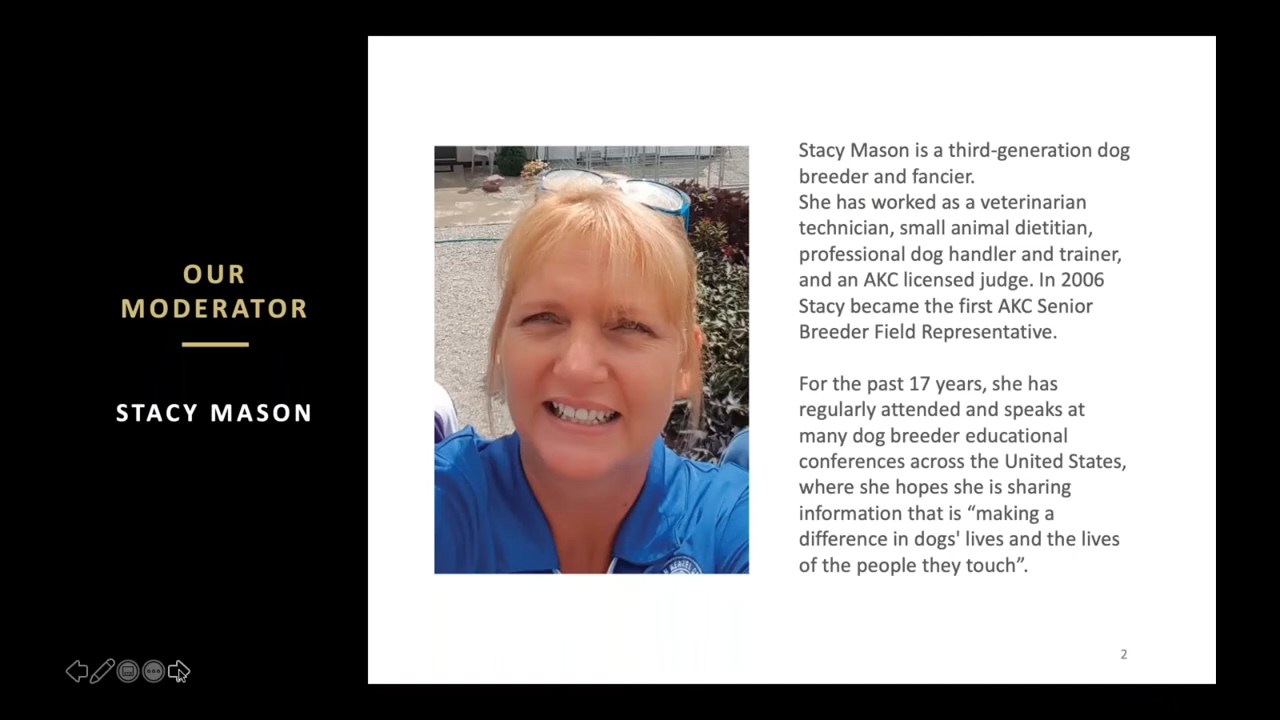 OUR
MODERATOR
STACY MASON
Stacy Mason is a third-generation dog
breeder and fancier.
She has worked as a veterinarian
technician, small animal dietitian,
professional dog handler and trainer,
and an AKC licensed judge. In 2006
Stacy became the first AKC Senior
Breeder Field Representative.
For the past 17 years, she has
regularly attended and speaks at
many dog breeder educational
conferences across the United States,
where she hopes she is sharing
information that is “making a
difference in dogs' lives and the lives
of the people they touch”.
2